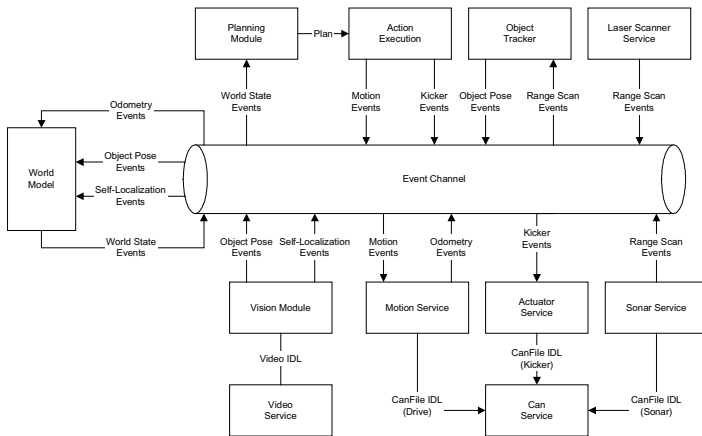 Planning
Module
Plan
Action
Execution
Object
Tracker
Laser Scanner
Service
World State
Events
Motion
Events
Kicker
Events
Object Pose
Events
Range Scan
Events
Range Scan
Events
Odometry
Events
World
Model
Object Pose
Events
Self-Localization
Events
World State
Events
Event Channel
Object Pose
Events
Self-Localization
Events
Motion
Events
Odometry
Events
Kicker
Events
Range Scan
Events
Vision Module
Motion Service
Actuator
Service
Sonar Service
Video IDL
CanFile IDL
(Kicker)
Video
Service
CanFile IDL
(Drive)
Can
Service
CanFile IDL
(Sonar)